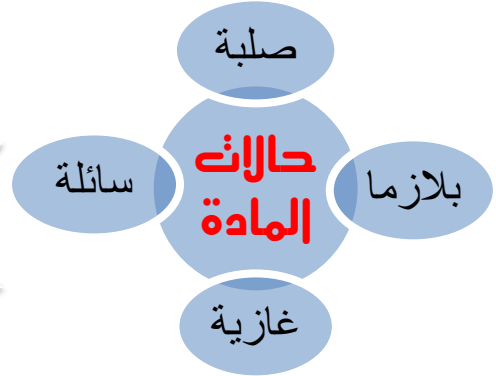 صلبة
حالات
المادة
بلازما
سائلة
غازية